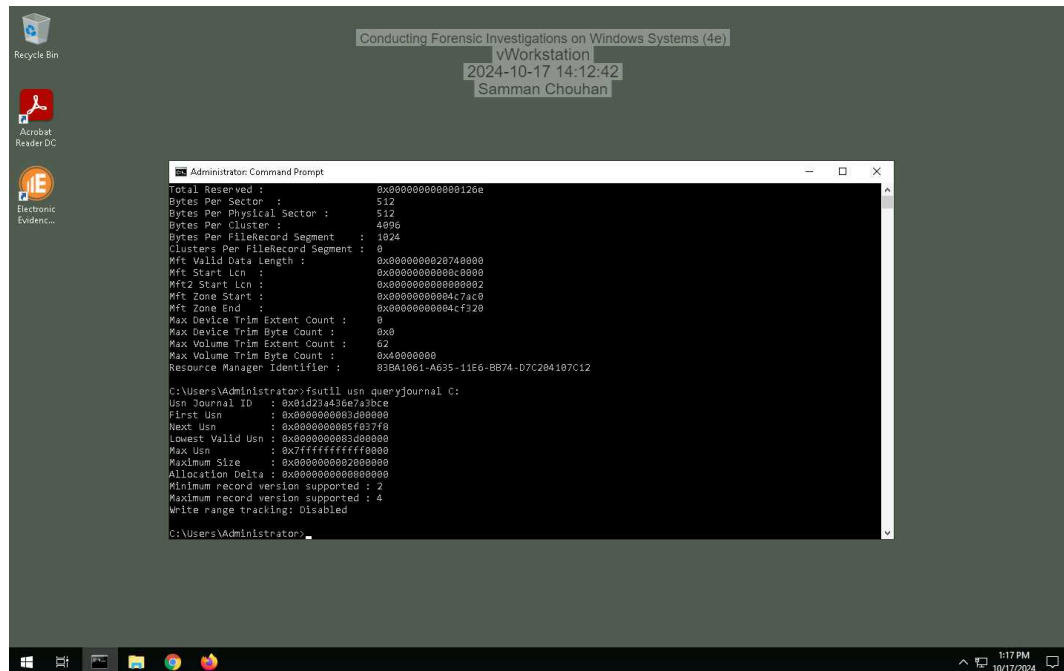 Recycle Bin
Acrobat
Reader DC
Electronic
Evidenc...
Conducting Forensic Investigations on Windows Systems (4e)
vWorkstation
2024-10-17 14:12:42
Samman Chouhan
Administrator: Command Prompt
Total Reserved : 0x000000000000126e
Bytes Per Sector : 512
Bytes Per Physical Sector : 512
Bytes Per Cluster : 4096
Bytes Per FileRecord Segment : 1024
Clusters Per FileRecord Segment : 0
Mft Valid Data Length : 0x0000000020740000
Mft Start Lcn : 0x00000000000c0000
Mft2 Start Lcn : 0x0000000000000002
Mft Zone Start : 0x00000000004c7ac0
Mft Zone End : 0x00000000004cf320
Max Device Trim Extent Count : 0
Max Device Trim Byte Count : 0x0
Max Volume Trim Extent Count : 62
Max Volume Trim Byte Count : 0x40000000
Resource Manager Identifier : 83BA1061-A635-11E6-BB74-D7C204107C12
C:\Users\Administrator>fsutil usn queryjournal C:
Usn Journal ID : 0x01d23a436e7a3bce
First Usn : 0x0000000083d00000
Next Usn : 0x0000000085f037f8
Lowest Valid Usn : 0x0000000083d00000
Max Usn : 0x7fffffffffff0000
Maximum Size : 0x0000000002000000
Allocation Delta : 0x0000000000800000
Minimum record version supported : 2
Maximum record version supported : 4
Write range tracking: Disabled
C:\Users\Administrator>
1:17 PM
10/17/2024